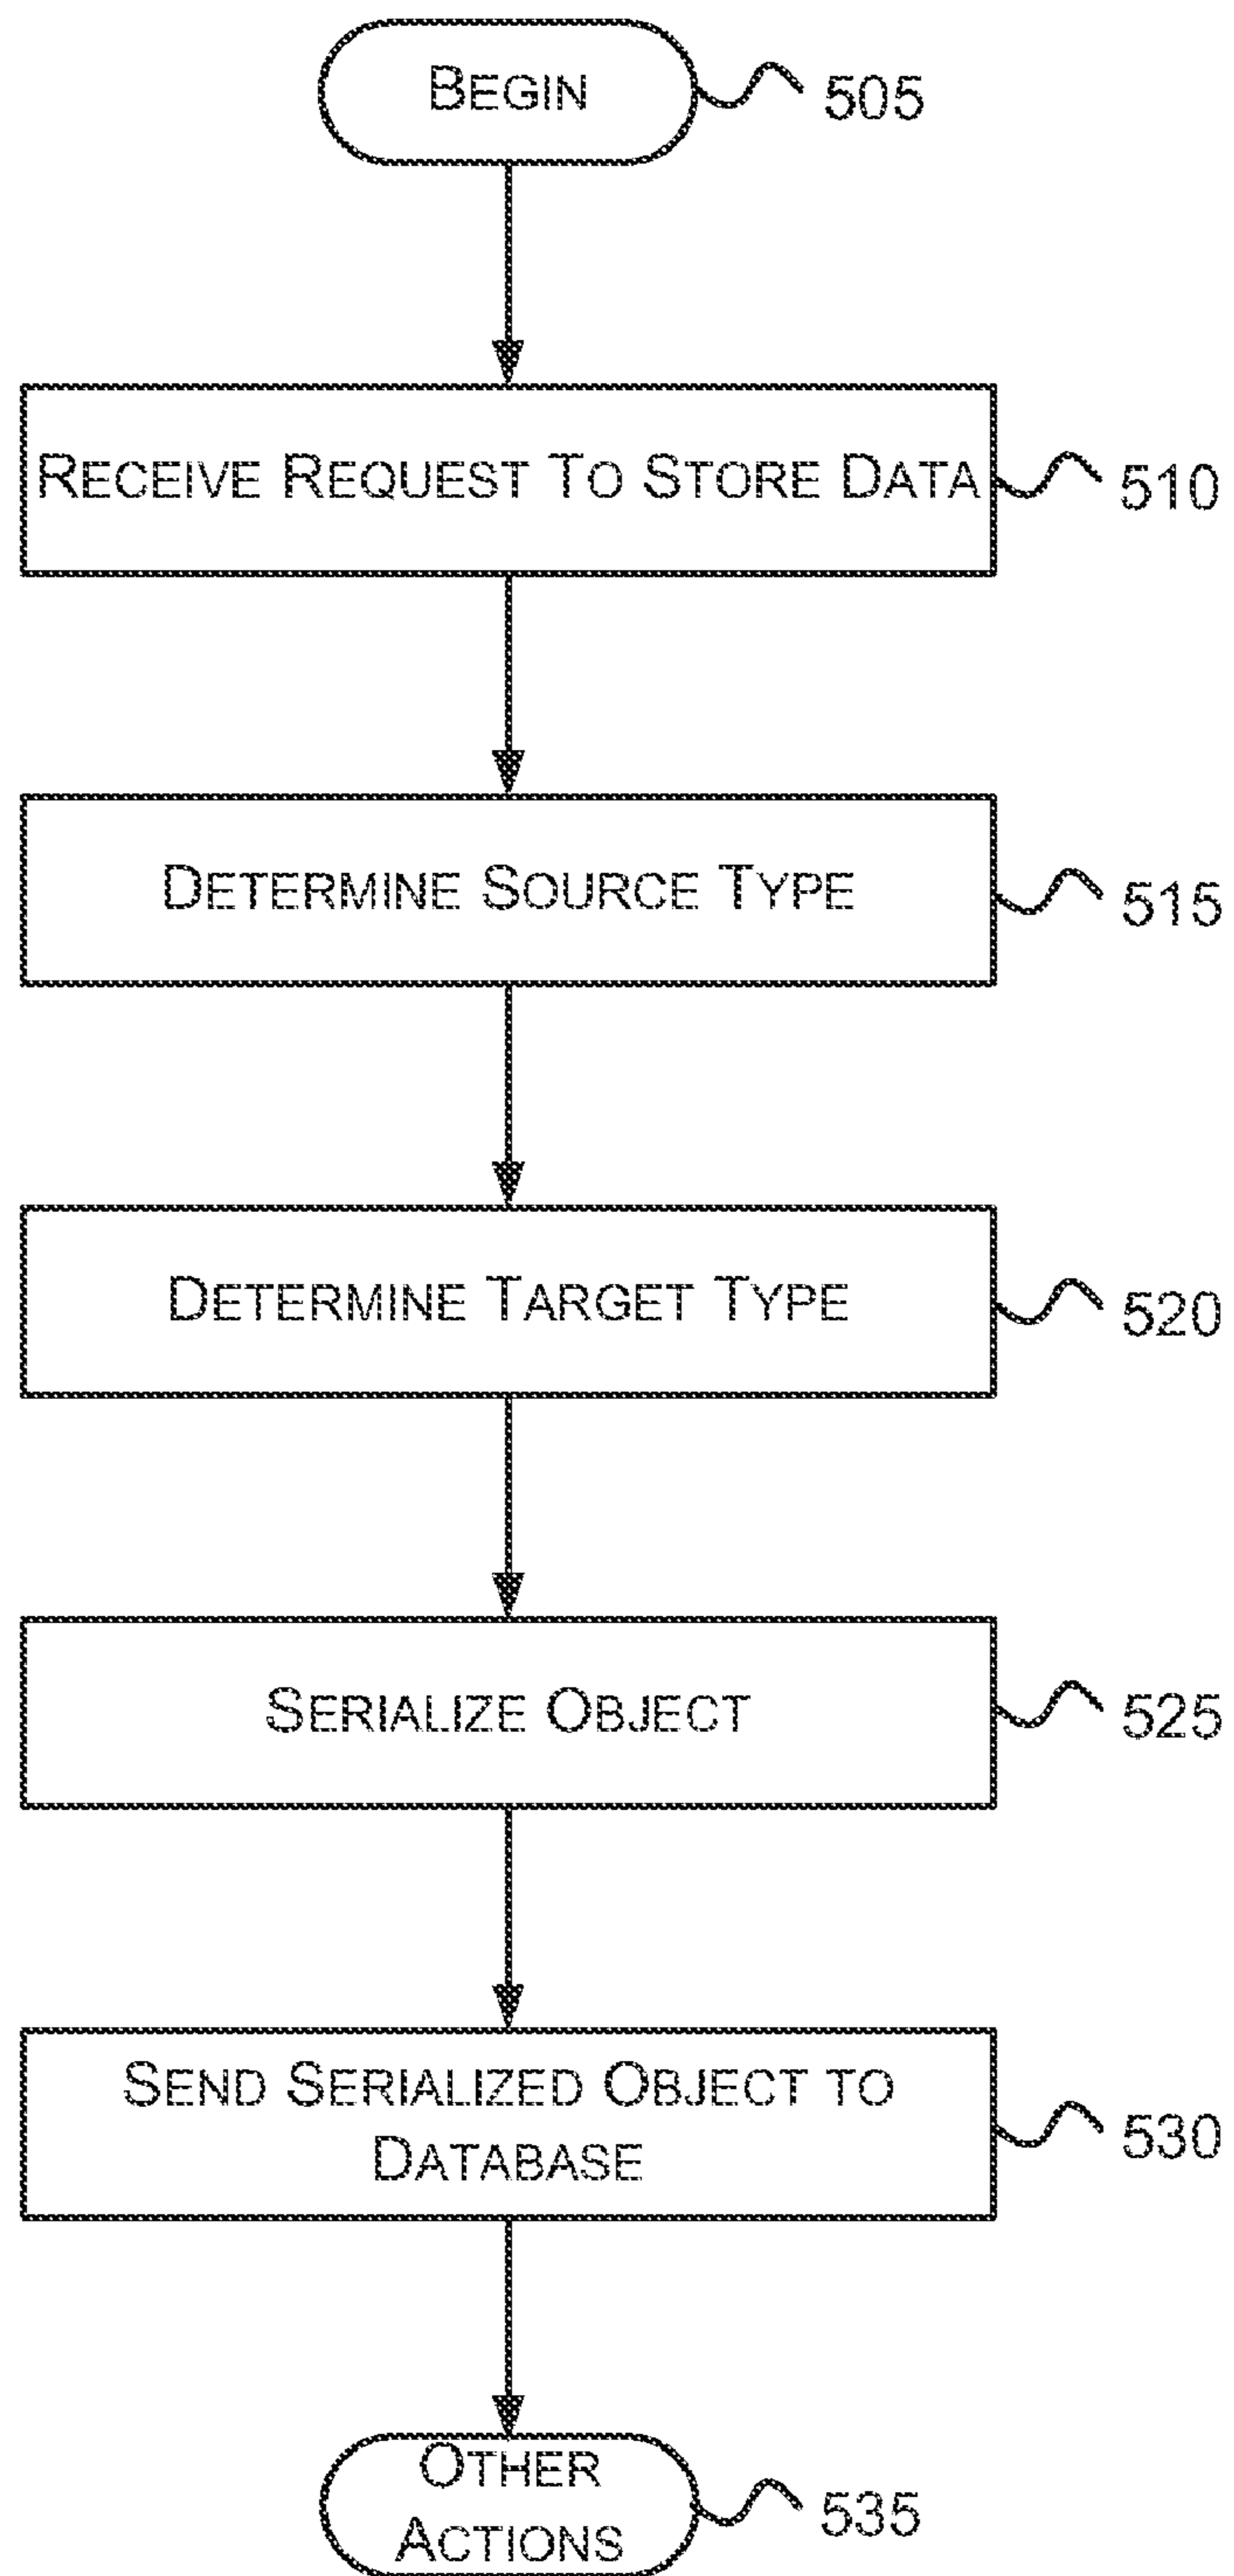 BEGIN
505
RECEIVE REQUEST TO STORE DATA
510
DETERMINE SOURCE TYPE
515
DETERMINE TARGET TYPE
520
SERIALIZE OBJECT
525
SEND SERIALIZED OBJECT TO
DATABASE
530
OTHER
ACTIONS
535